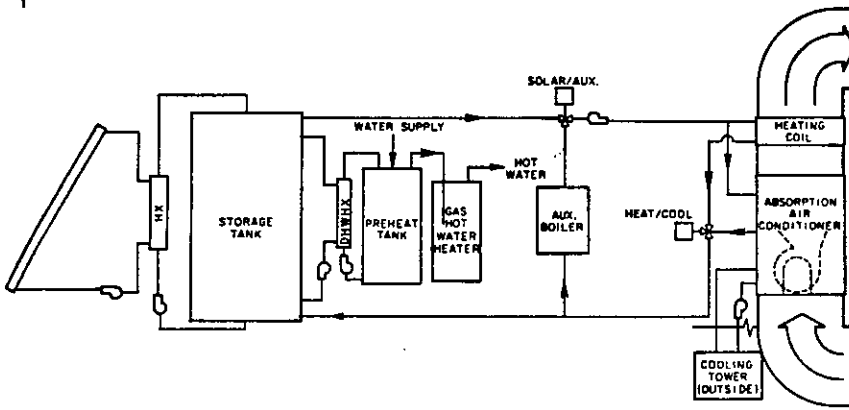 SOLAR/AUX.
WATER SUPPLY
HOT
WATER
HEATING
COIL
HX
STORAGE
TANK
DHWHX
PREHEAT
TANK
GAS
HOT
WATER
HEATER
AUX.
BOILER
HEAT/COOL
ABSORPTION
AIR
CONDITIONER
COOLING
TOWER
(OUTSIDE)